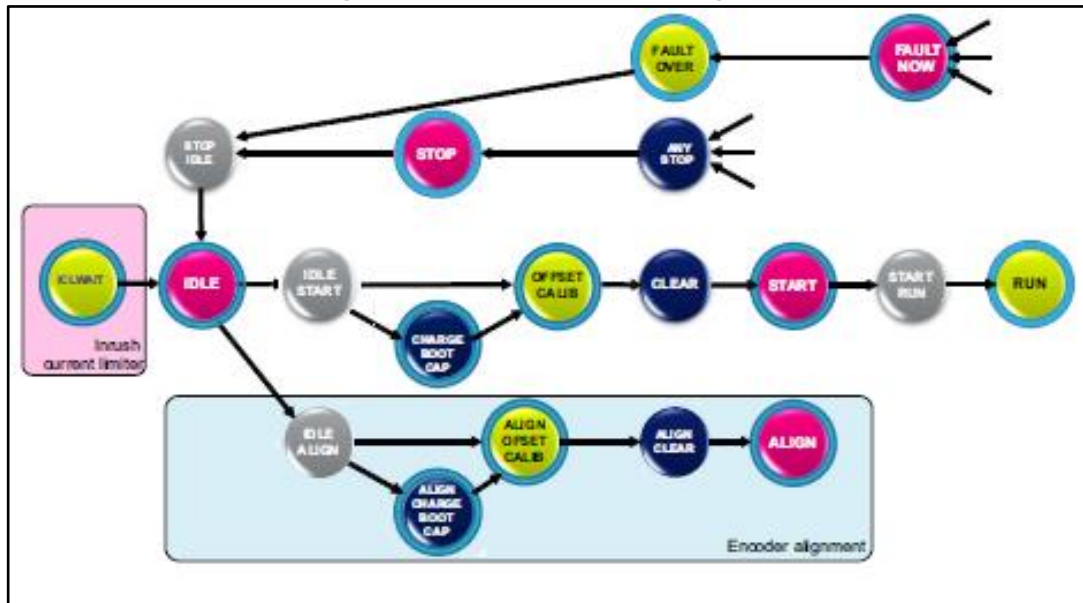 FAULT
OVER
FAULT
NOW
STOP
IDLE
STOP
ANY
STOP
ICLWAIT
IDLE
IDLE
START
OFFSET
CALIB
CLEAR
START
START
RUN
RUN
CHARGE
BOOT
CAP
Inrush
current limiter
IDLE
ALIGN
ALIGN
OFSET
CALIB
ALIGN
CLEAR
ALIGN
ALIGN
CHARGE
BOOT
CAP
Encoder alignment